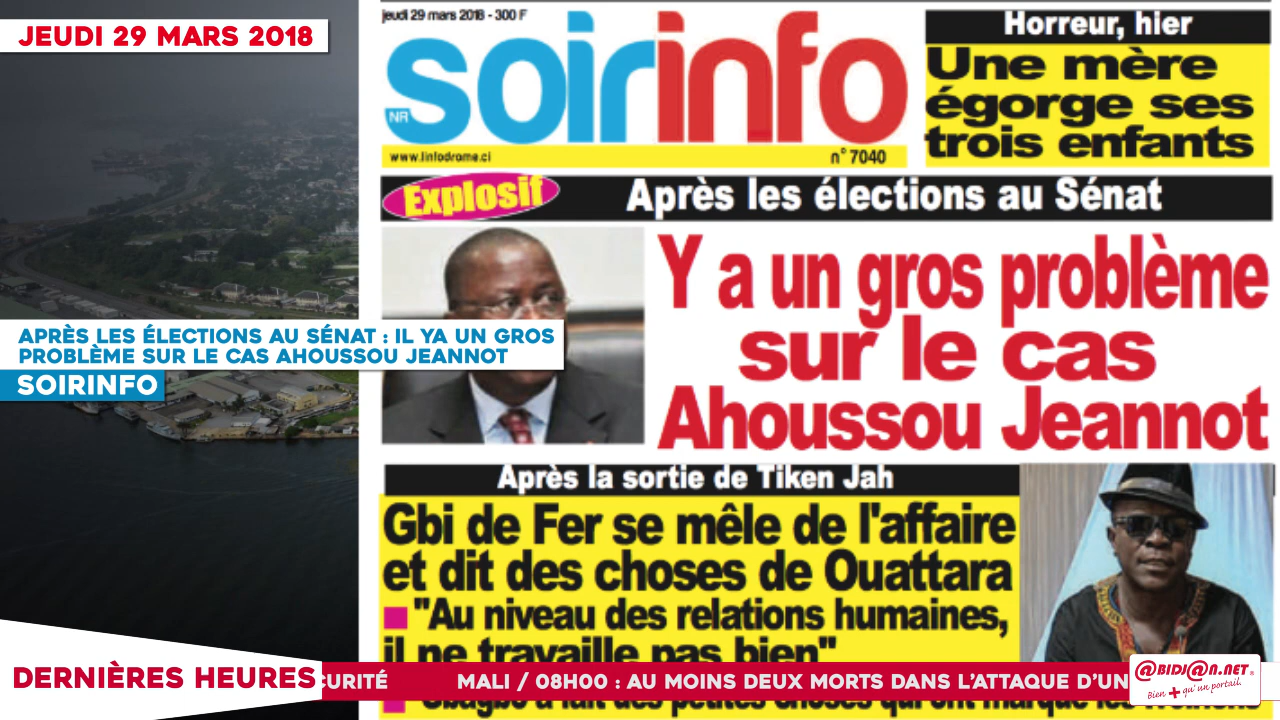 JEUDI 29 MARS 2018
jeudi 29 mars 2018 - 300 F
NR
soirinfo
www.linfodrome.ci
n° 7040
Horreur, hier
Une mère
égorge ses
trois enfants
Explosif
Après les élections au Sénat
Y a un gros problème
sur le cas
Ahoussou Jeannot
APRÈS LES ÉLECTIONS AU SÉNAT : IL YA UN GROS
PROBLÈME SUR LE CAS AHOUSSOU JEANNOT
SOIRINFO
Après la sortie de Tiken Jah
Gbi de Fer se mêle de l'affaire
et dit des choses de Ouattara
"Au niveau des relations humaines,
il ne travaille pas bien"
DERNIÈRES HEURES
CURITÉ MALI / 08H00 : AU MOINS DEUX MORTS DANS L'ATTAQUE D'UN
@BIDJ@N.NET
Bien + qu'un portail.